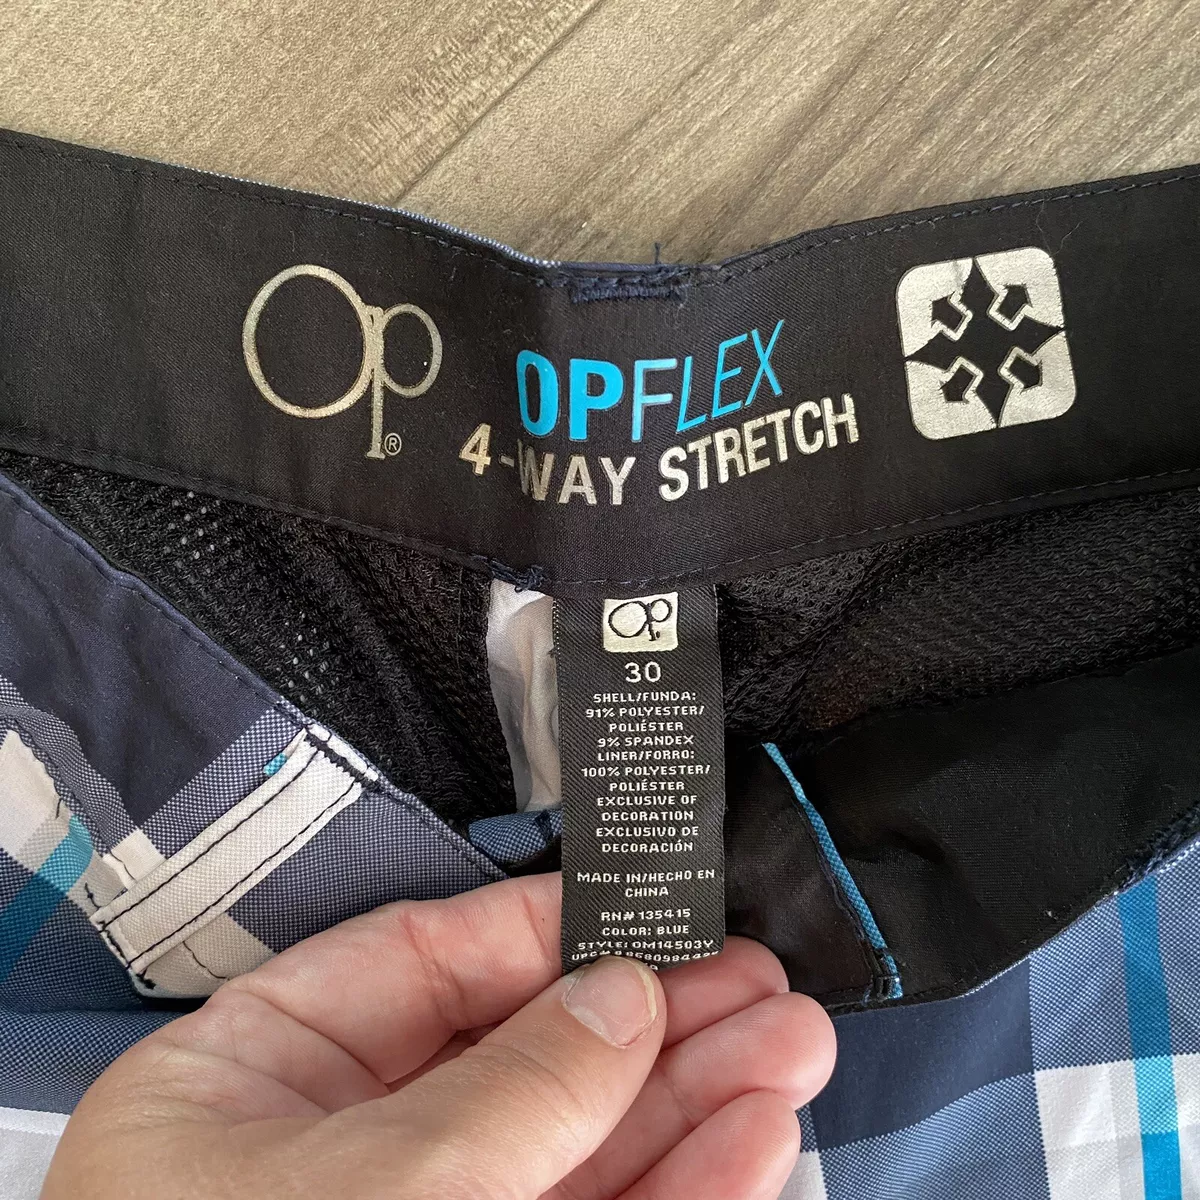 Op®
OPFLEX
4-WAY STRETCH
Op
30
SHELL/FUNDA:
91% POLYESTER/
POLIÉSTER
9% SPANDEX
LINER/FORRO:
100% POLYESTER/
POLIÉSTER
EXCLUSIVE OF
DECORATION
EXCLUSIVO DE
DECORACIÓN
MADE IN/HECHO EN
CHINA
RN# 135415
COLOR: BLUE
STYLE: OM14503Y
UPC#